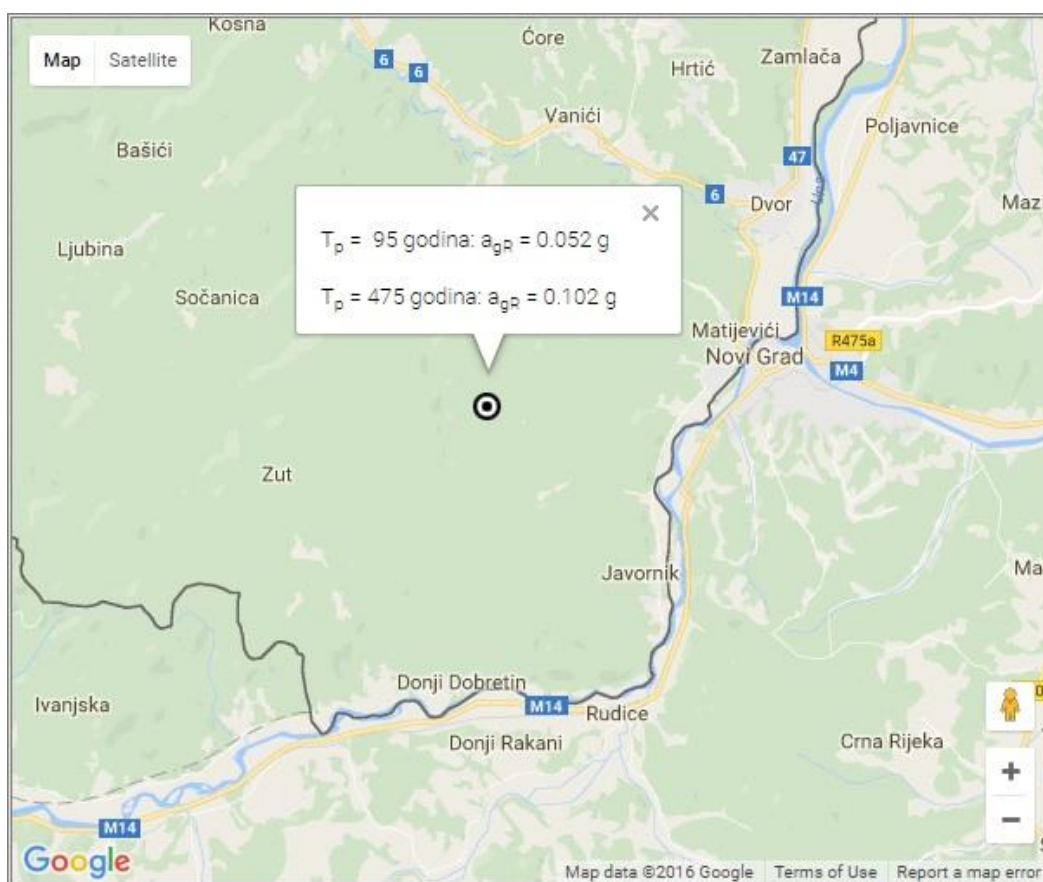 Kosna
Ćore
Zamlača
Map Satellite
6
6
Hrtić
Vanići
Poljavnice
Bašići
47
Una
6
Dvor
Maz
Ljubina
T_p = 95 godina: a_gR = 0.052 g
T_p = 475 godina: a_gR = 0.102 g
Sočanica
M14
Matijevići
R475a
Novi Grad
M4
Zut
Javornik
Ma
Donji Dobretin
Ivanjska
M14
Rudice
Donji Rakani
Crna Rijeka
M14
Google
Map data ©2016 Google Terms of Use Report a map error